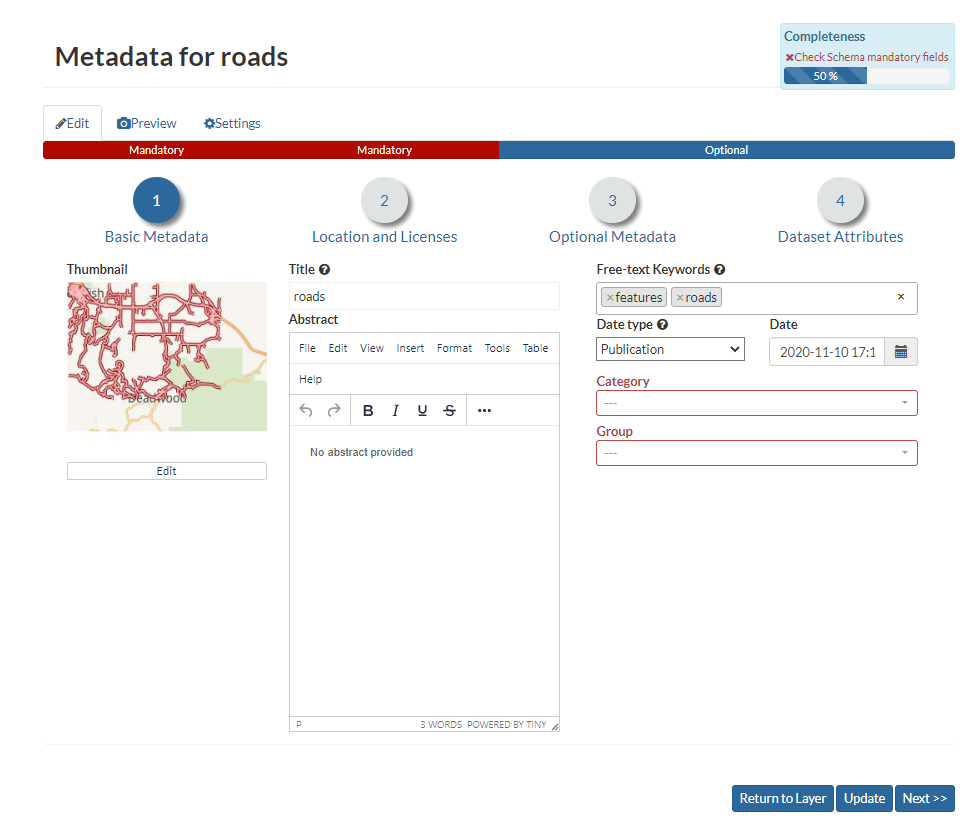 Metadata for roads
Completeness
×Check Schema mandatory fields
50 %
Edit
Preview
Settings
Mandatory
Mandatory
Optional
1
2
3
4
Basic Metadata
Location and Licenses
Optional Metadata
Dataset Attributes
Thumbnail
Deadwood
Edit
Title
roads
Abstract
File Edit View Insert Format Tools Table
Help
B I U S ...
No abstract provided
P
3 WORDS POWERED BY TINY
Free-text Keywords
×features ×roads ×
Date type
Date
Publication
2020-11-10 17:1
Category
---
Group
---
Return to Layer
Update
Next >>